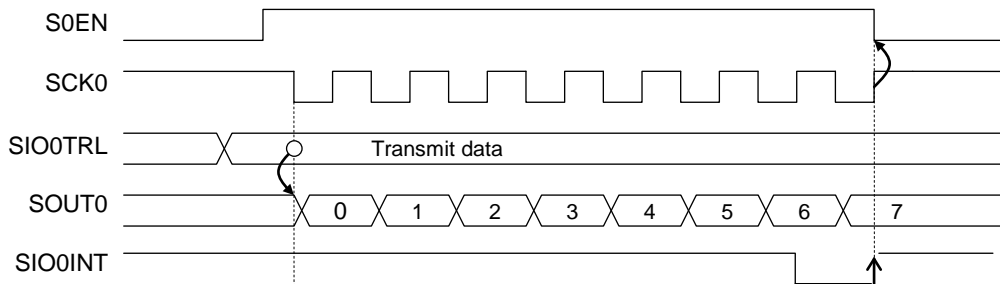 S0EN
SCK0
SIO0TRL
Transmit data
SOUT0
0 1 2 3 4 5 6 7
SIO0INT